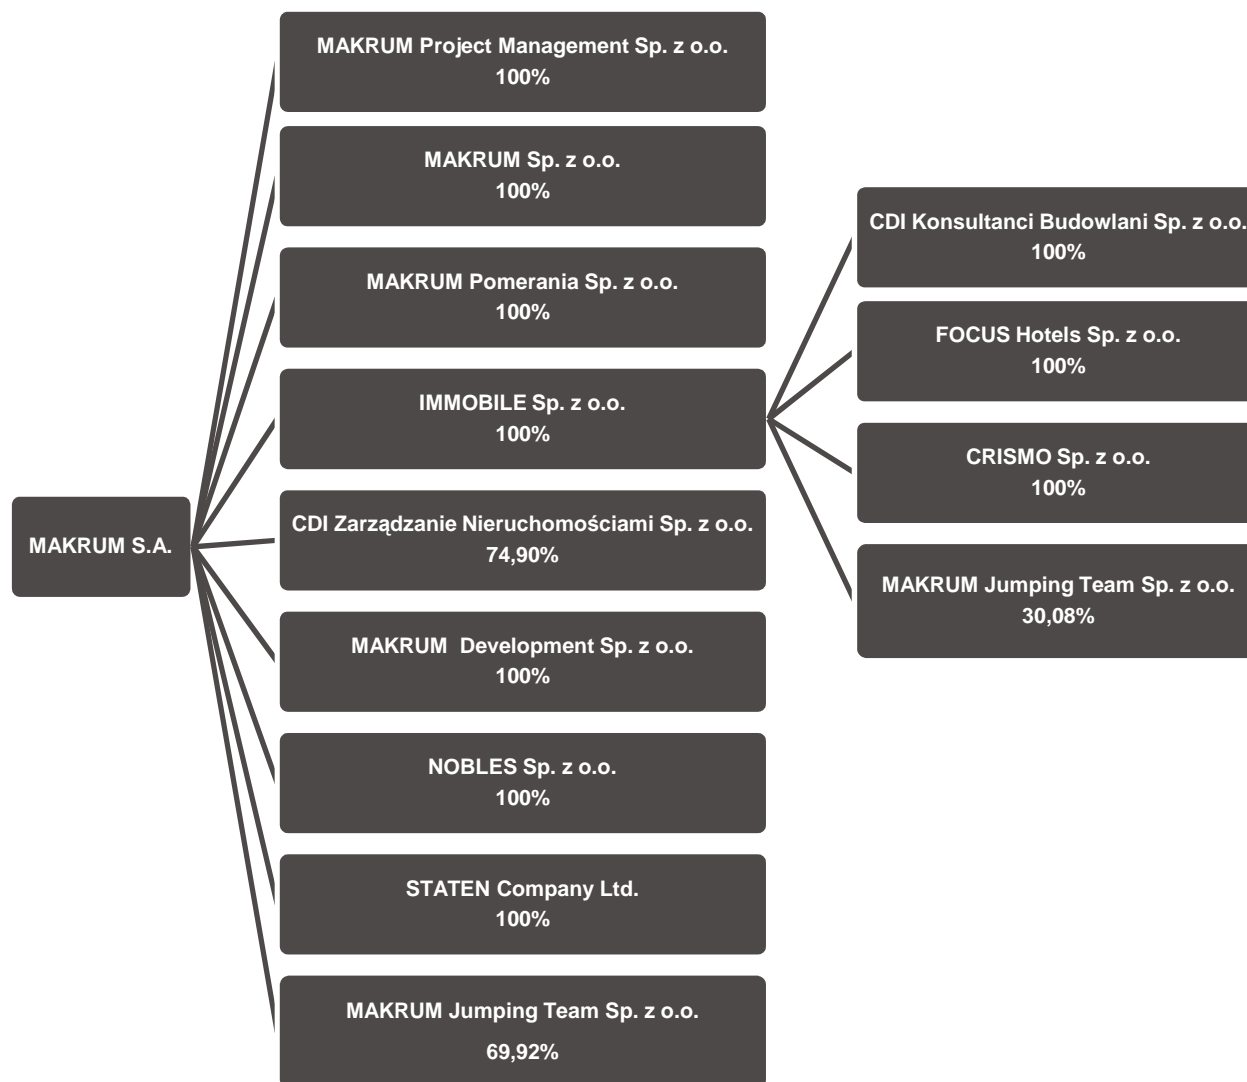 MAKRUM S.A.
MAKRUM Project Management Sp. z o.o.
100%
MAKRUM Sp. z o.o.
100%
MAKRUM Pomerania Sp. z o.o.
100%
IMMOBILE Sp. z o.o.
100%
CDI Zarządzanie Nieruchomościami Sp. z o.o.
74,90%
MAKRUM  Development Sp. z o.o.
100%
NOBLES Sp. z o.o.
100%
STATEN Company Ltd.
100%
MAKRUM Jumping Team Sp. z o.o.
69,92%
CDI Konsultanci Budowlani Sp. z o.o.
100%
FOCUS Hotels Sp. z o.o.
100%
CRISMO Sp. z o.o.
100%
MAKRUM Jumping Team Sp. z o.o.
30,08%